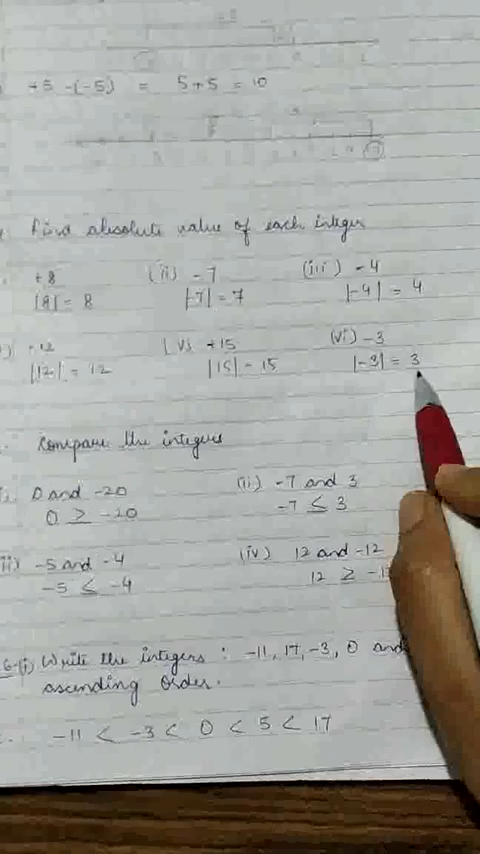 +5 -(-5) = 5+5 = 10
Find absolute value of each integer
+8 (ii) -7 (iii) -4
|8| = 8 |-7| = 7 |-4| = 4
+12 (v) +15 (vi) -3
|12| = 12 |15| = 15 |-3| = 3
Compare the integers
0 and -20 (ii) -7 and 3
0 ≥ -20 -7 ≤ 3
-5 and -4 (iv) 12 and -12
-5 ≤ -4 12 ≥ -1
6.(i) Write the integers : -11, 17, -3, 0 and
ascending order.
-11 < -3 < 0 < 5 < 17